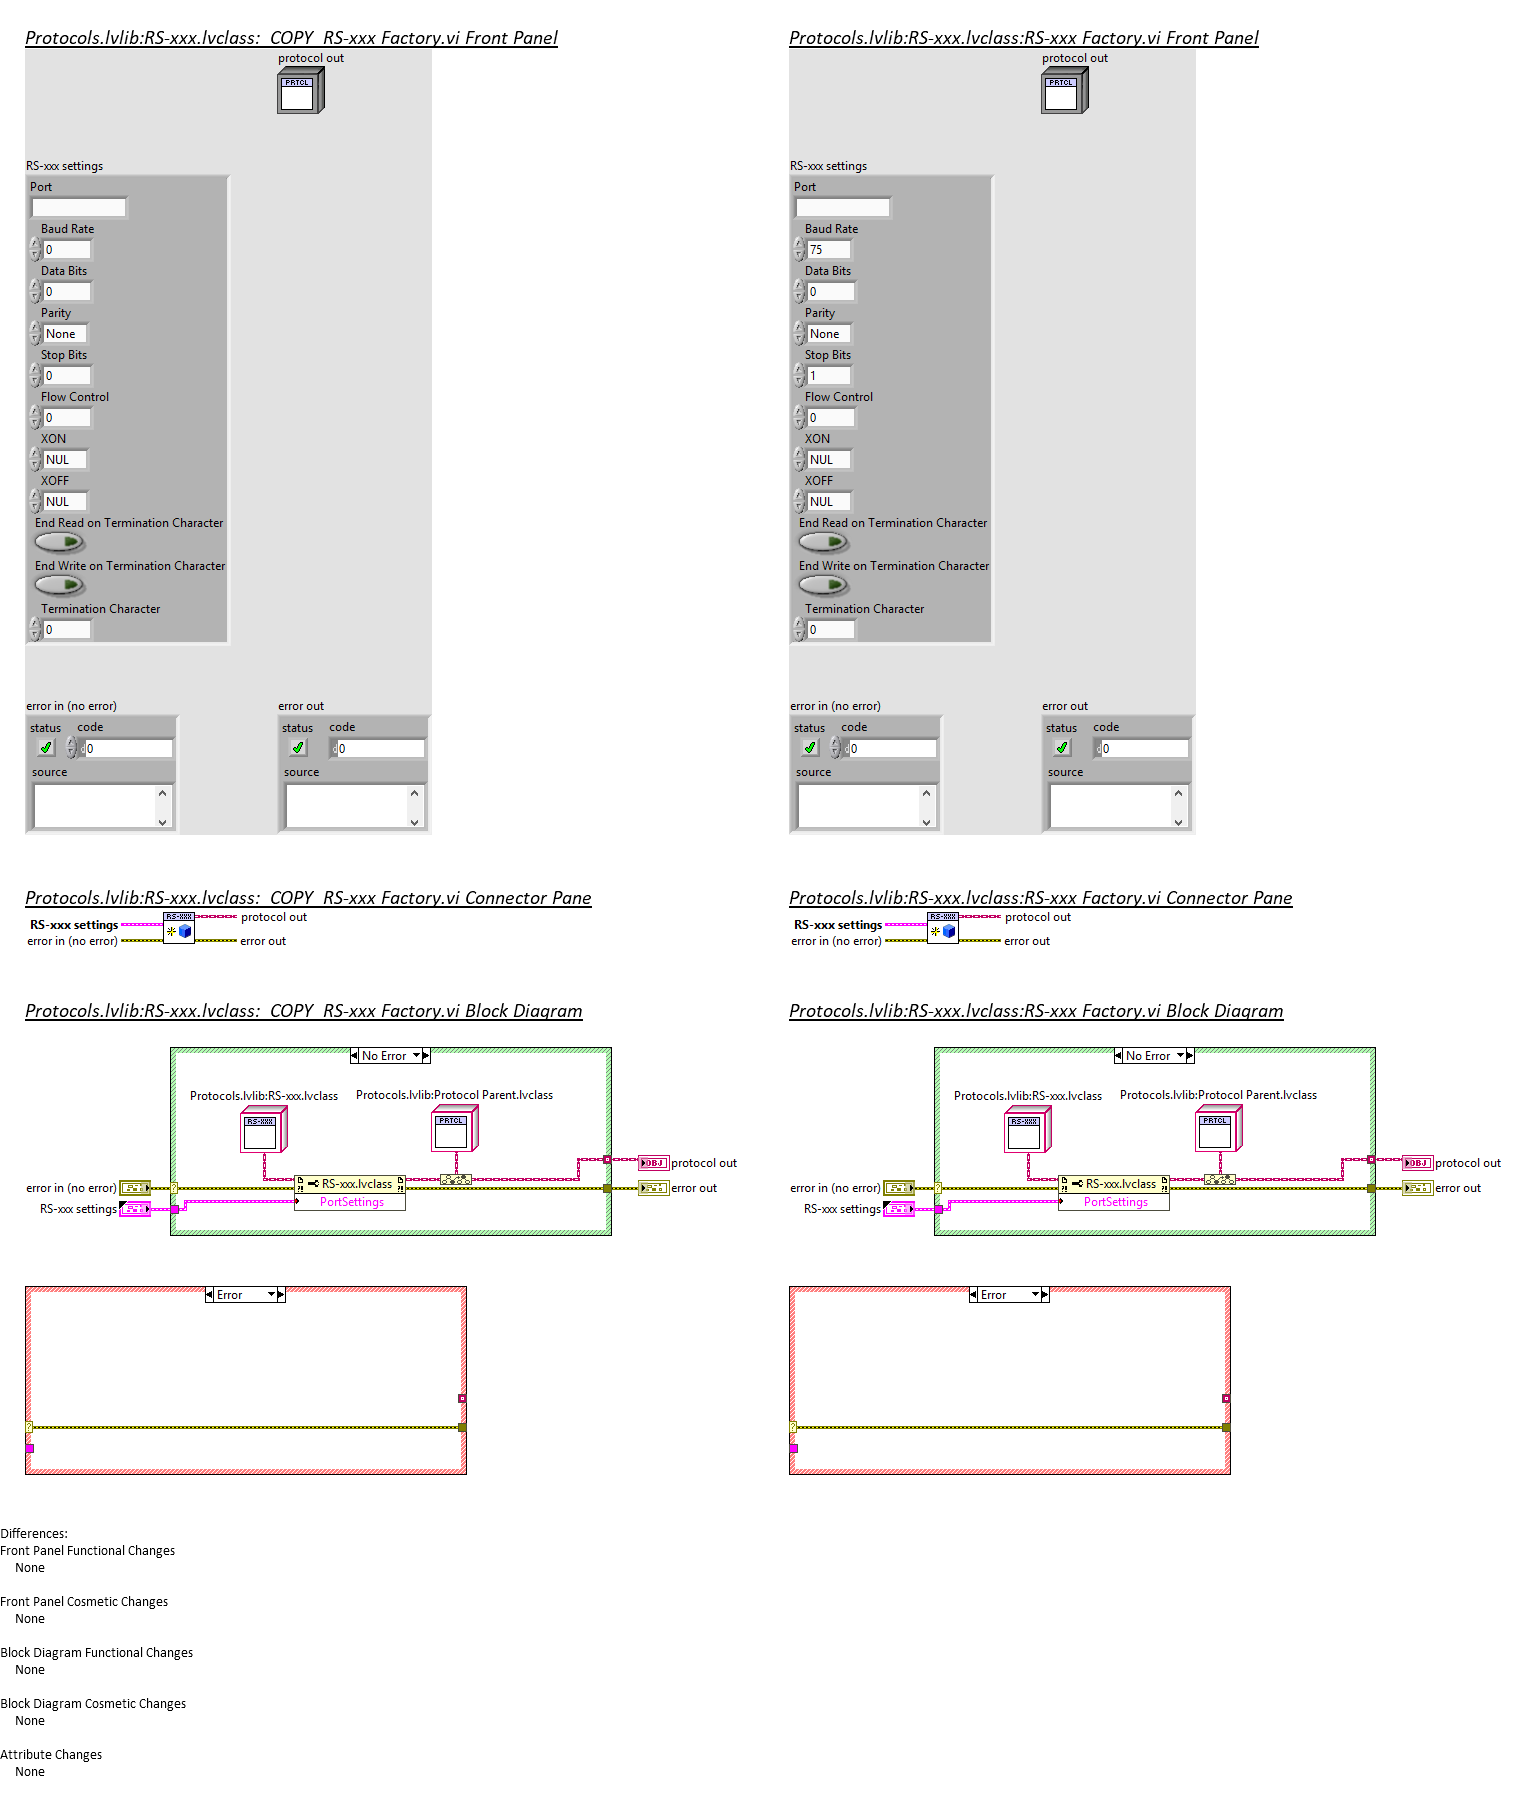 Protocols.lvlib:RS-xxx.lvclass:_COPY_RS-xxx Factory.vi Front Panel
protocol out
PRTCL
RS-xxx settings
Port
Baud Rate
0
Data Bits
0
Parity
None
Stop Bits
0
Flow Control
0
XON
NUL
XOFF
NUL
End Read on Termination Character
End Write on Termination Character
Termination Character
0
error in (no error)
status code
d 0
source
error out
status code
d 0
source
Protocols.lvlib:RS-xxx.lvclass:RS-xxx Factory.vi Front Panel
protocol out
PRTCL
RS-xxx settings
Port
Baud Rate
75
Data Bits
0
Parity
None
Stop Bits
1
Flow Control
0
XON
NUL
XOFF
NUL
End Read on Termination Character
End Write on Termination Character
Termination Character
0
error in (no error)
status code
d 0
source
error out
status code
d 0
source
Protocols.lvlib:RS-xxx.lvclass:_COPY_RS-xxx Factory.vi Connector Pane
RS-XXX
protocol out
RS-xxx settings
error in (no error)
error out
Protocols.lvlib:RS-xxx.lvclass:RS-xxx Factory.vi Connector Pane
RS-XXX
protocol out
RS-xxx settings
error in (no error)
error out
Protocols.lvlib:RS-xxx.lvclass:_COPY_RS-xxx Factory.vi Block Diagram
No Error
Protocols.lvlib:RS-xxx.lvclass
Protocols.lvlib:Protocol Parent.lvclass
RS-XXX
PRTCL
OBJ
protocol out
error in (no error)
?
RS-xxx.lvclass
error out
RS-xxx settings
PortSettings
Error
?
Protocols.lvlib:RS-xxx.lvclass:RS-xxx Factory.vi Block Diagram
No Error
Protocols.lvlib:RS-xxx.lvclass
Protocols.lvlib:Protocol Parent.lvclass
RS-XXX
PRTCL
OBJ
protocol out
error in (no error)
?
RS-xxx.lvclass
error out
RS-xxx settings
PortSettings
Error
?
Differences:
Front Panel Functional Changes
None
Front Panel Cosmetic Changes
None
Block Diagram Functional Changes
None
Block Diagram Cosmetic Changes
None
Attribute Changes
None